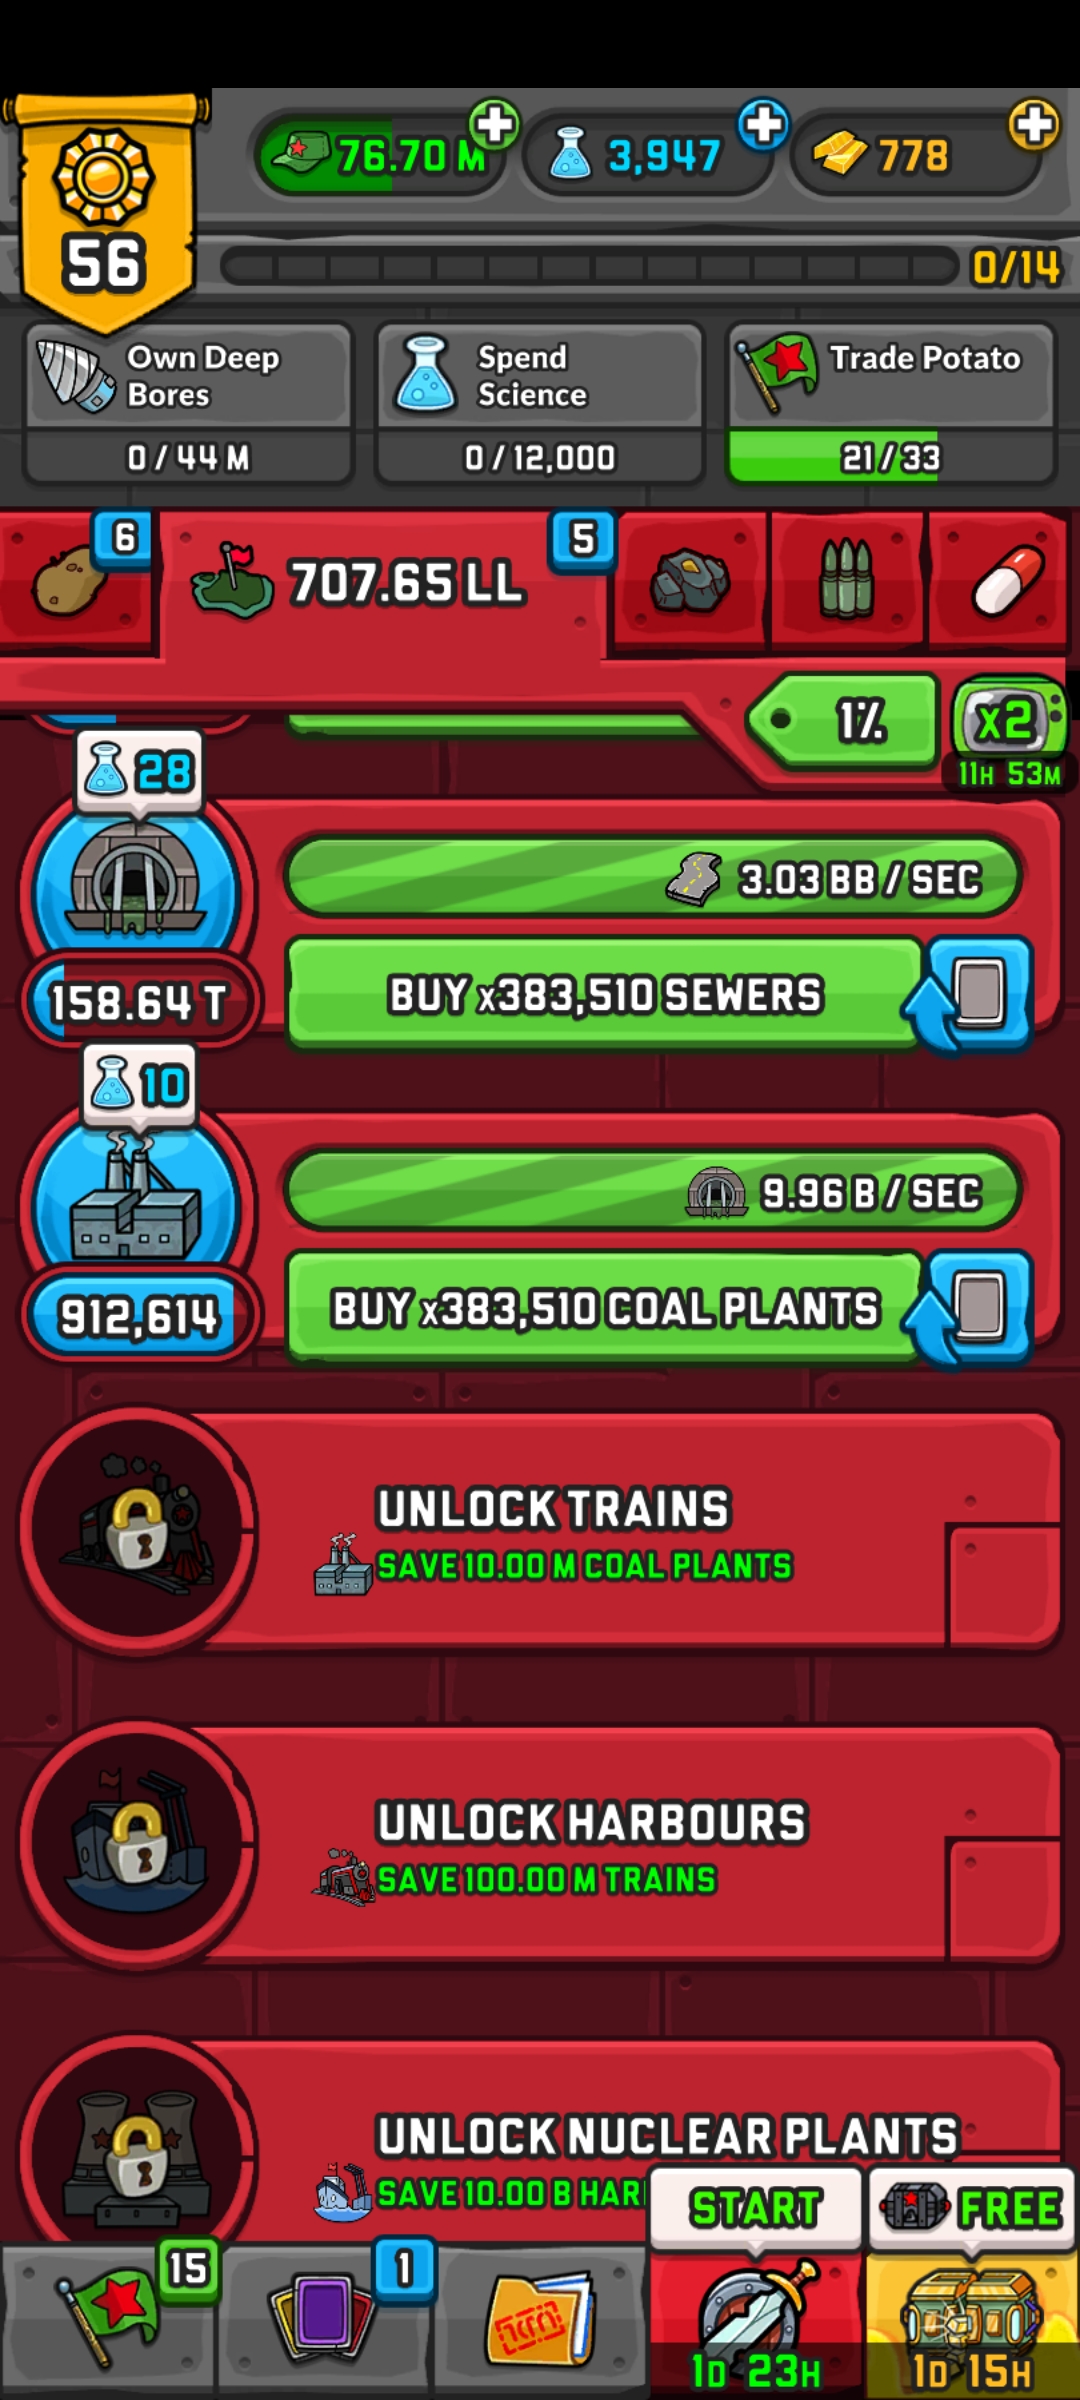 76.70 M
3,947
778
56
0/14
Own Deep
Bores
0 / 44 M
Spend
Science
0 / 12,000
Trade Potato
21 / 33
6
707.65 LL
5
1%
x2
11H 53M
28
3.03 BB / SEC
158.64 T
BUY x383,510 SEWERS
10
9.96 B / SEC
912,614
BUY x383,510 COAL PLANTS
UNLOCK TRAINS
SAVE 10.00 M COAL PLANTS
UNLOCK HARBOURS
SAVE 100.00 M TRAINS
UNLOCK NUCLEAR PLANTS
SAVE 10.00 B HAR
START
FREE
15
1
1D 23H
1D 15H